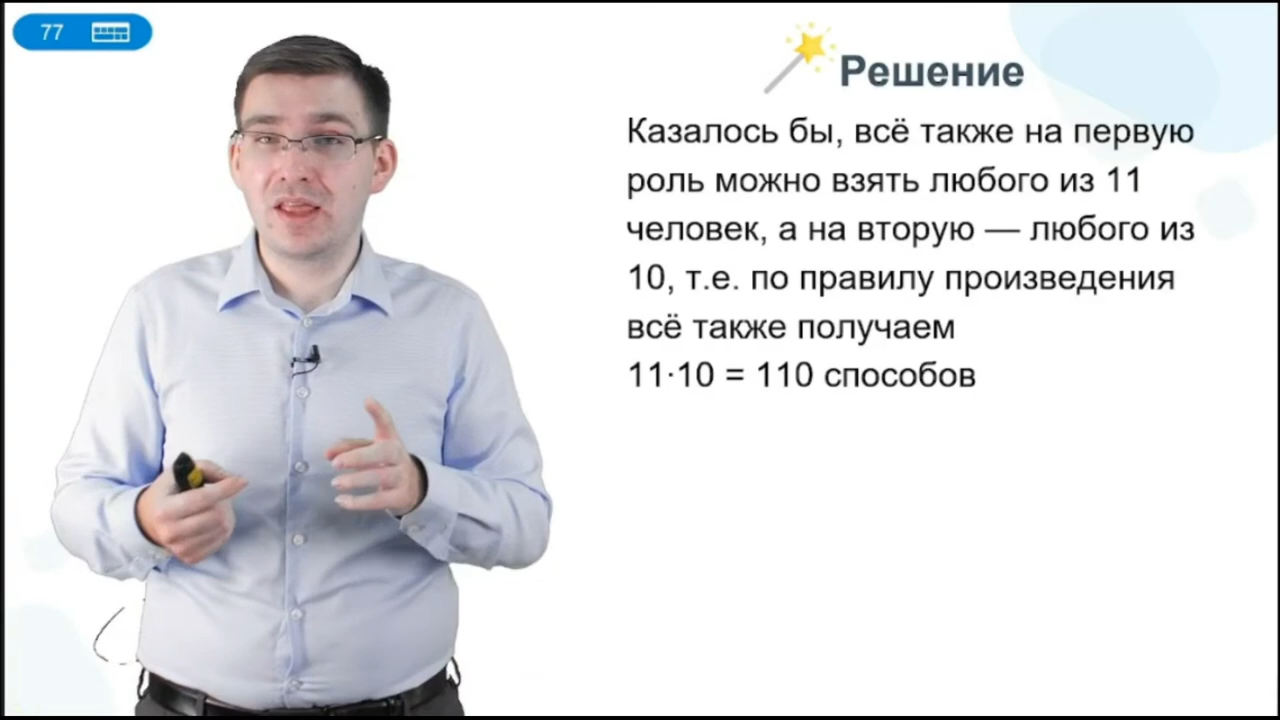 77
Решение
Казалось бы, всё также на первую
роль можно взять любого из 11
человек, а на вторую — любого из
10, т.е. по правилу произведения
всё также получаем
11·10 = 110 способов